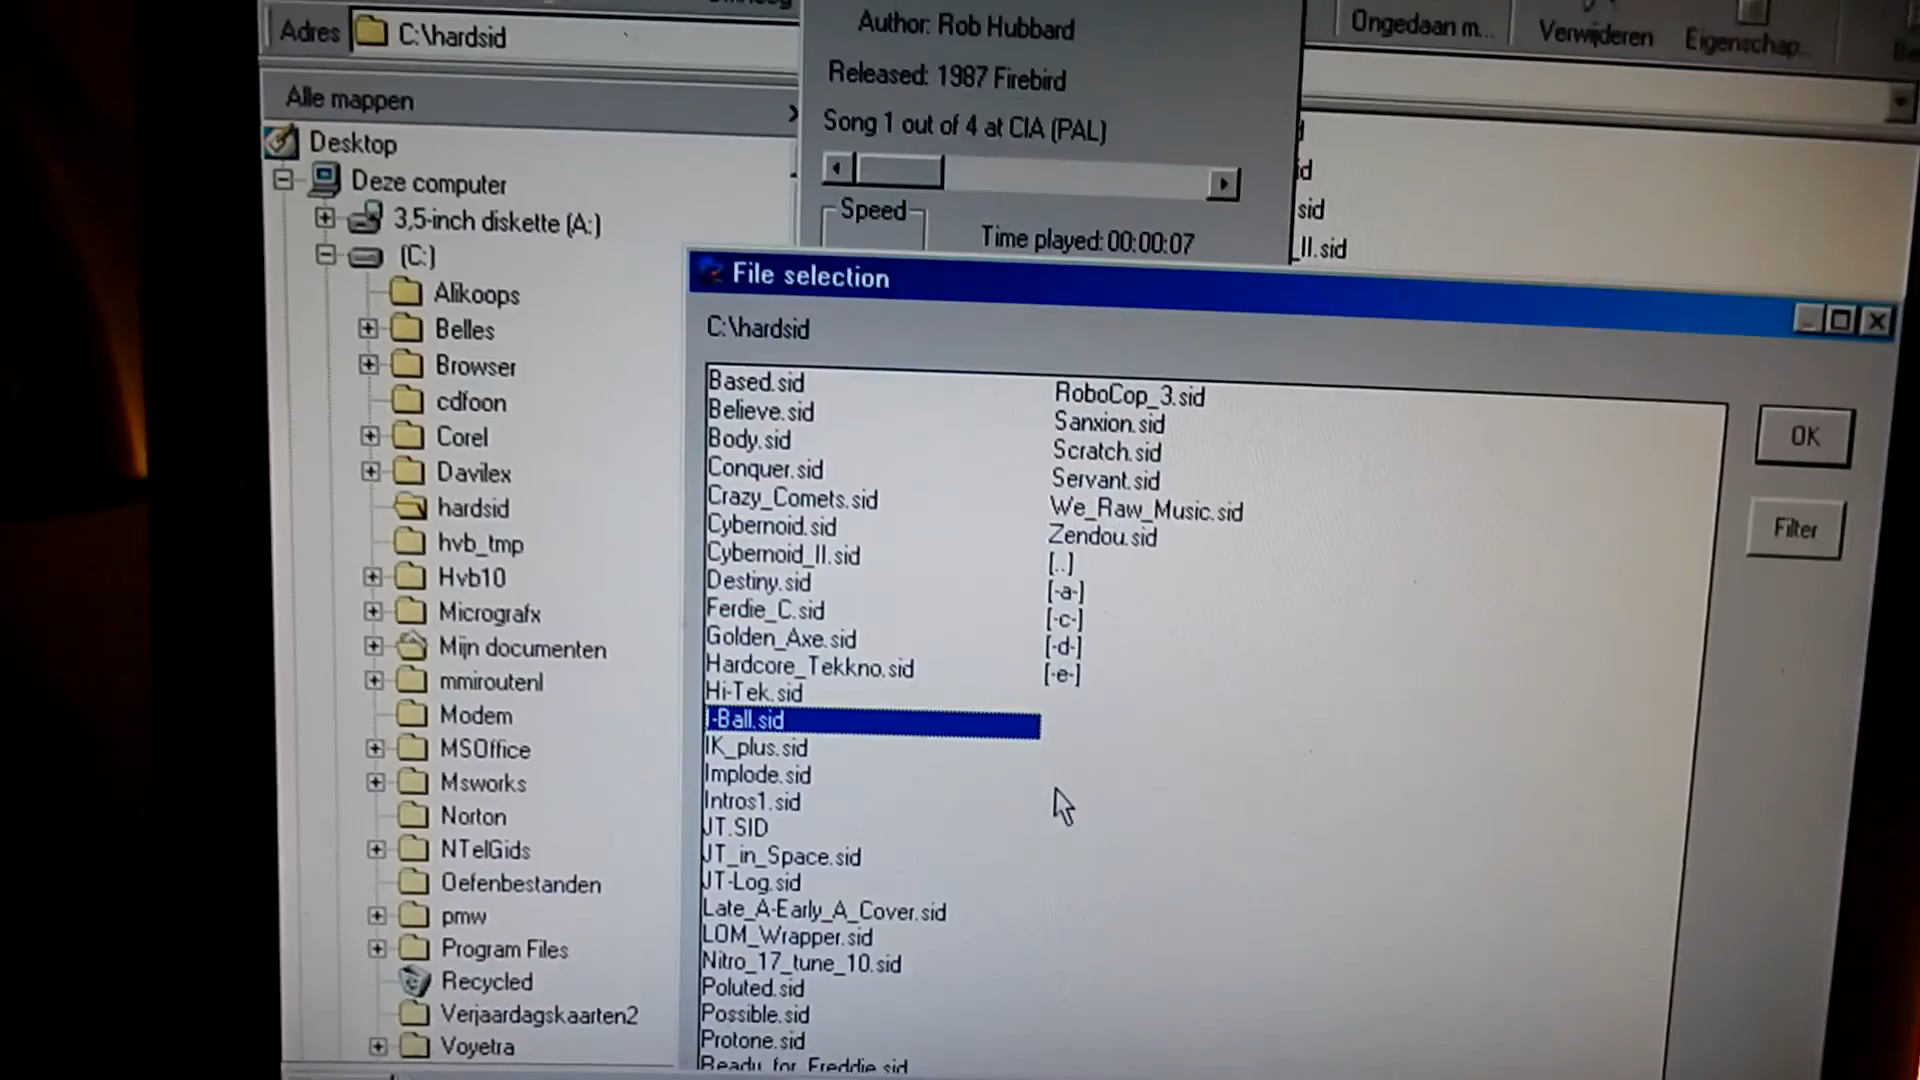 Adres C:\hardsid
Author: Rob Hubbard
Ongedaan m...
Verwijderen
Eigenschap...
Released: 1987 Firebird
Alle mappen
Song 1 out of 4 at CIA (PAL)
Desktop
Deze computer
id
3,5-inch diskette (A:)
Speed
sid
Time played: 00:00:07
_II.sid
(C:)
File selection
Alikoops
C:\hardsid
Belles
Browser
cdfoon
Corel
Davilex
hardsid
hvb_tmp
Hvb10
Micrografx
Mijn documenten
mmiroutenl
Modem
MSOffice
Msworks
Norton
NTelGids
Oefenbestanden
pmw
Program Files
Recycled
Verjaardagskaarten2
Voyetra
Based.sid
Believe.sid
Body.sid
Conquer.sid
Crazy_Comets.sid
Cybernoid.sid
Cybernoid_II.sid
Destiny.sid
Ferdie_C.sid
Golden_Axe.sid
Hardcore_Tekkno.sid
Hi-Tek.sid
I-Ball.sid
IK_plus.sid
Implode.sid
Intros1.sid
JT.SID
JT_in_Space.sid
JT-Log.sid
Late_A-Early_A_Cover.sid
LOM_Wrapper.sid
Nitro_17_tune_10.sid
Poluted.sid
Possible.sid
Protone.sid
Ready_for_Freddie.sid
RoboCop_3.sid
Sanxion.sid
Scratch.sid
Servant.sid
We_Raw_Music.sid
Zendou.sid
[..]
[-a-]
[-c-]
[-d-]
[-e-]
OK
Filter